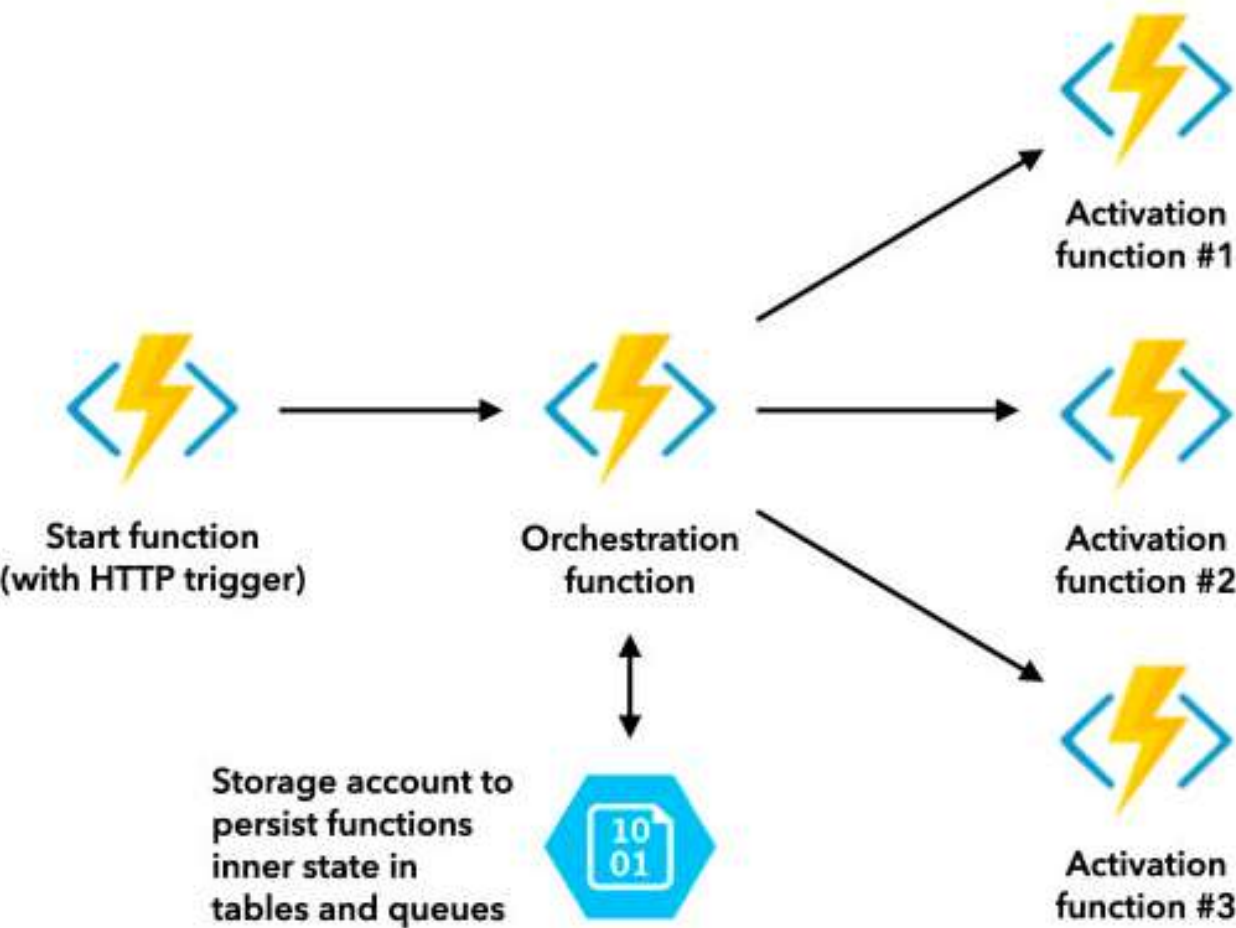 Activation
function #1
Start function
(with HTTP trigger)
Orchestration
function
Activation
function #2
Storage account to
persist functions
inner state in
tables and queues
10
01
Activation
function #3